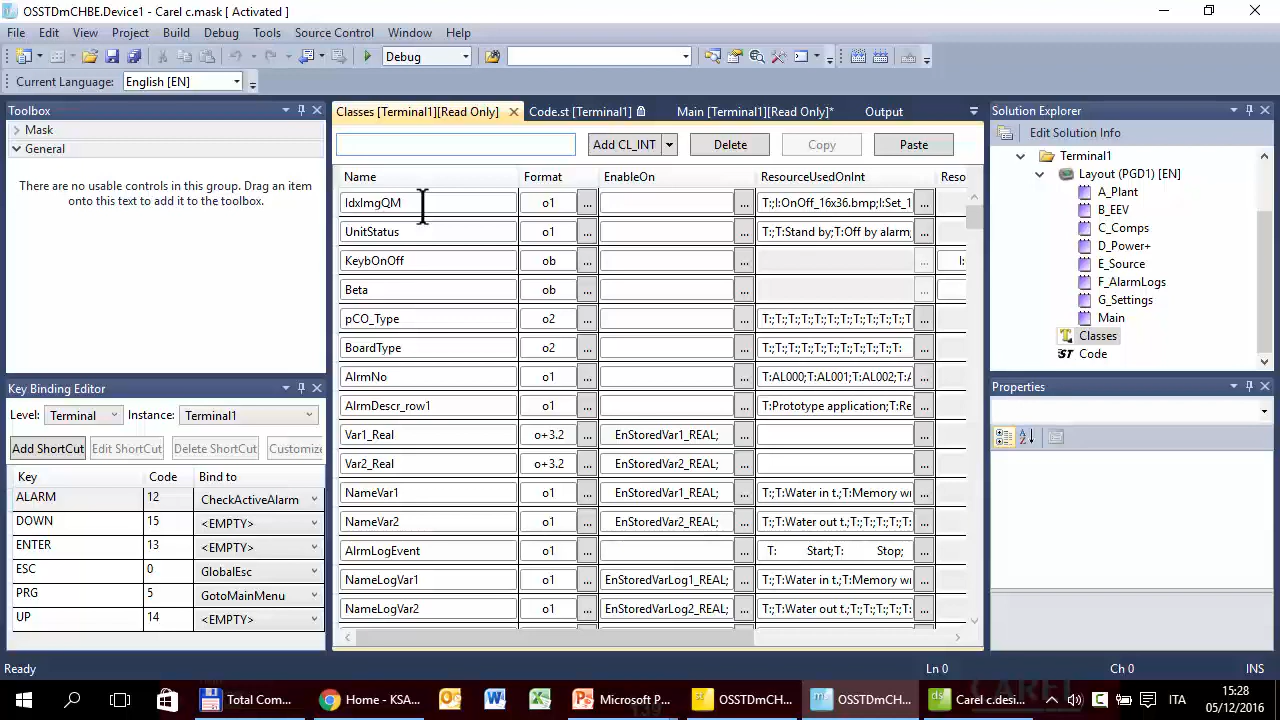 OSSTDmCHBE.Device1 - Carel c.mask [ Activated ]
File Edit View Project Build Debug Tools Source Control Window Help
Debug
Current Language: English [EN]
Toolbox
Mask
General
There are no usable controls in this group. Drag an item
onto this text to add it to the toolbox.
Key Binding Editor
Level: Terminal Instance: Terminal1
Add ShortCut Edit ShortCut Delete ShortCut Customize
Key Code Bind to
ALARM 12 CheckActiveAlarm
DOWN 15 <EMPTY>
ENTER 13 <EMPTY>
ESC 0 GlobalEsc
PRG 5 GotoMainMenu
UP 14 <EMPTY>
Classes [Terminal1][Read Only] Code.st [Terminal1] Main [Terminal1][Read Only]* Output
Add CL_INT Delete Copy Paste
Name Format EnableOn ResourceUsedOnInt Reso
IdxImgQM o1 ... ... T:;I:OnOff_16x36.bmp;I:Set_1 ...
UnitStatus o1 ... ... T:;T:Stand by;T:Off by alarm, ...
KeybOnOff ob ... ... ... I:
Beta ob ... ... ...
pCO_Type o2 ... ... T:;T:;T:;T:;T:;T:;T:;T:;T:;T:;T ...
BoardType o2 ... ... T:;T:;T:;T:;T:;T:;T:;T:;T:;T: ...
AlrmNo o1 ... ... T:AL000;T:AL001;T:AL002;T:A ...
AlrmDescr_row1 o1 ... ... T:Prototype application;T:Re ...
Var1_Real o+3.2 ... EnStoredVar1_REAL; ... ...
Var2_Real o+3.2 ... EnStoredVar2_REAL; ... ...
NameVar1 o1 ... EnStoredVar1_REAL; ... T:;T:Water in t.;T:Memory w ...
NameVar2 o1 ... EnStoredVar2_REAL; ... T:;T:Water out t.;T:;T:;T:;T:;T: ...
AlrmLogEvent o1 ... ... T: Start;T: Stop; ...
NameLogVar1 o1 ... EnStoredVarLog1_REAL; ... T:;T:Water in t.;T:Memory w ...
NameLogVar2 o1 ... EnStoredVarLog2_REAL; ... T:;T:Water out t.;T:;T:;T:;T:;T: ...
Solution Explorer
Edit Solution Info
Terminal1
Layout (PGD1) [EN]
A_Plant
B_EEV
C_Comps
D_Power+
E_Source
F_AlarmLogs
G_Settings
Main
Classes
ST Code
Properties
Ready Ln 0 Ch 0 INS
Total Com... Home - KSA... Microsoft P... OSSTDmCHB... OSSTDmCHB... Carel c.desi... ITA 15:28
05/12/2016